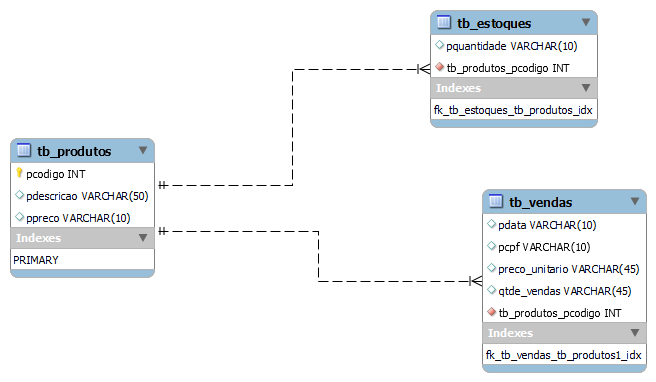 tb_estoques
pquantidade VARCHAR(10)
tb_produtos_pcodigo INT
Indexes
fk_tb_estoques_tb_produtos_idx
tb_produtos
pcodigo INT
pdescricao VARCHAR(50)
ppreco VARCHAR(10)
Indexes
PRIMARY
tb_vendas
pdata VARCHAR(10)
pcpf VARCHAR(10)
preco_unitario VARCHAR(45)
qtde_vendas VARCHAR(45)
tb_produtos_pcodigo INT
Indexes
fk_tb_vendas_tb_produtos1_idx